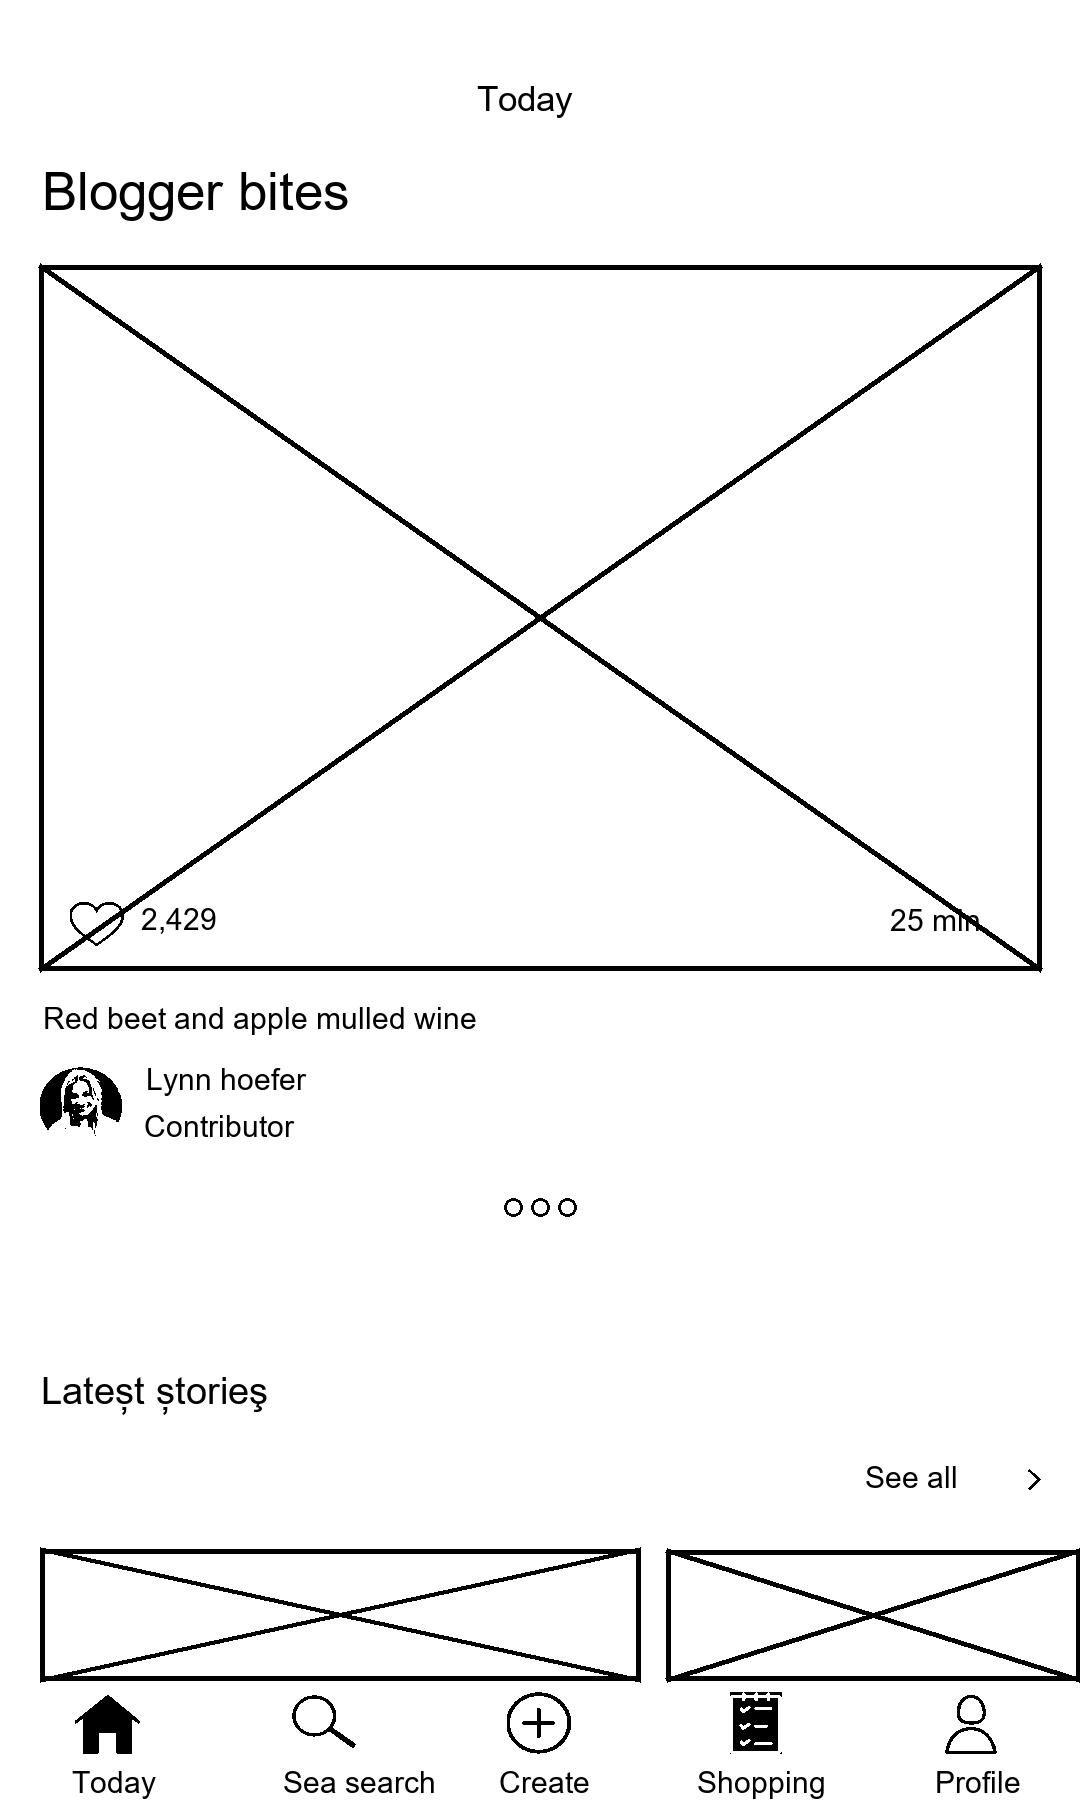 Today
Blogger bites
2,429
25 min
Red beet and apple mulled wine
Lynn hoefer
Contributor
Lateșt ștorieş
See all
Today
Sea search
Create
Shopping
Profile